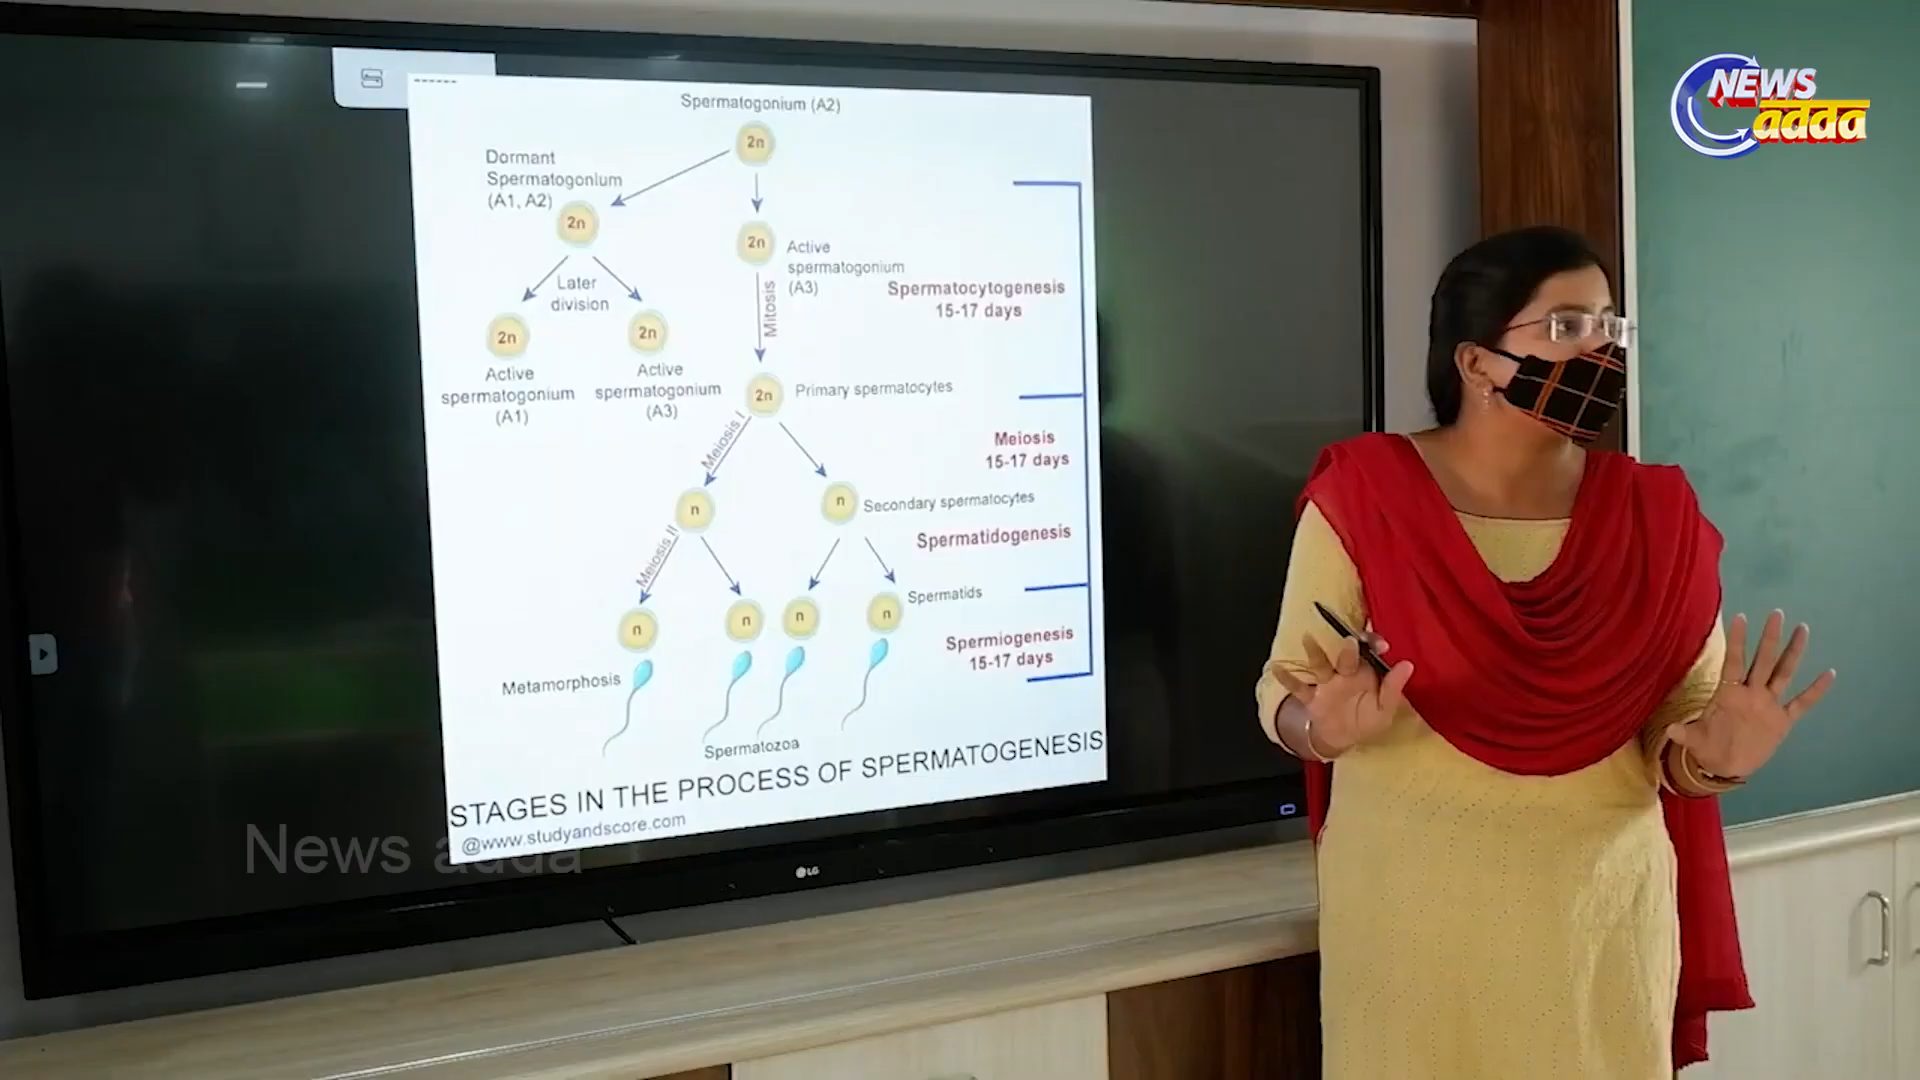 NEWS
adda
Spermatogonium (A2)
2n
Dormant
Spermatogonium
(A1, A2)
2n
2n
Active
spermatogonium
(A3)
Later
division
Mitosis
Spermatocytogenesis
15-17 days
2n
2n
Active
spermatogonium
(A1)
Active
spermatogonium
(A3)
2n
Primary spermatocytes
Meiosis I
Meiosis
15-17 days
n
n
Secondary spermatocytes
Meiosis II
Spermatidogenesis
n
n
n
n
Spermatids
Spermiogenesis
15-17 days
Metamorphosis
Spermatozoa
STAGES IN THE PROCESS OF SPERMATOGENESIS
@www.studyandscore.com
News adda
LG